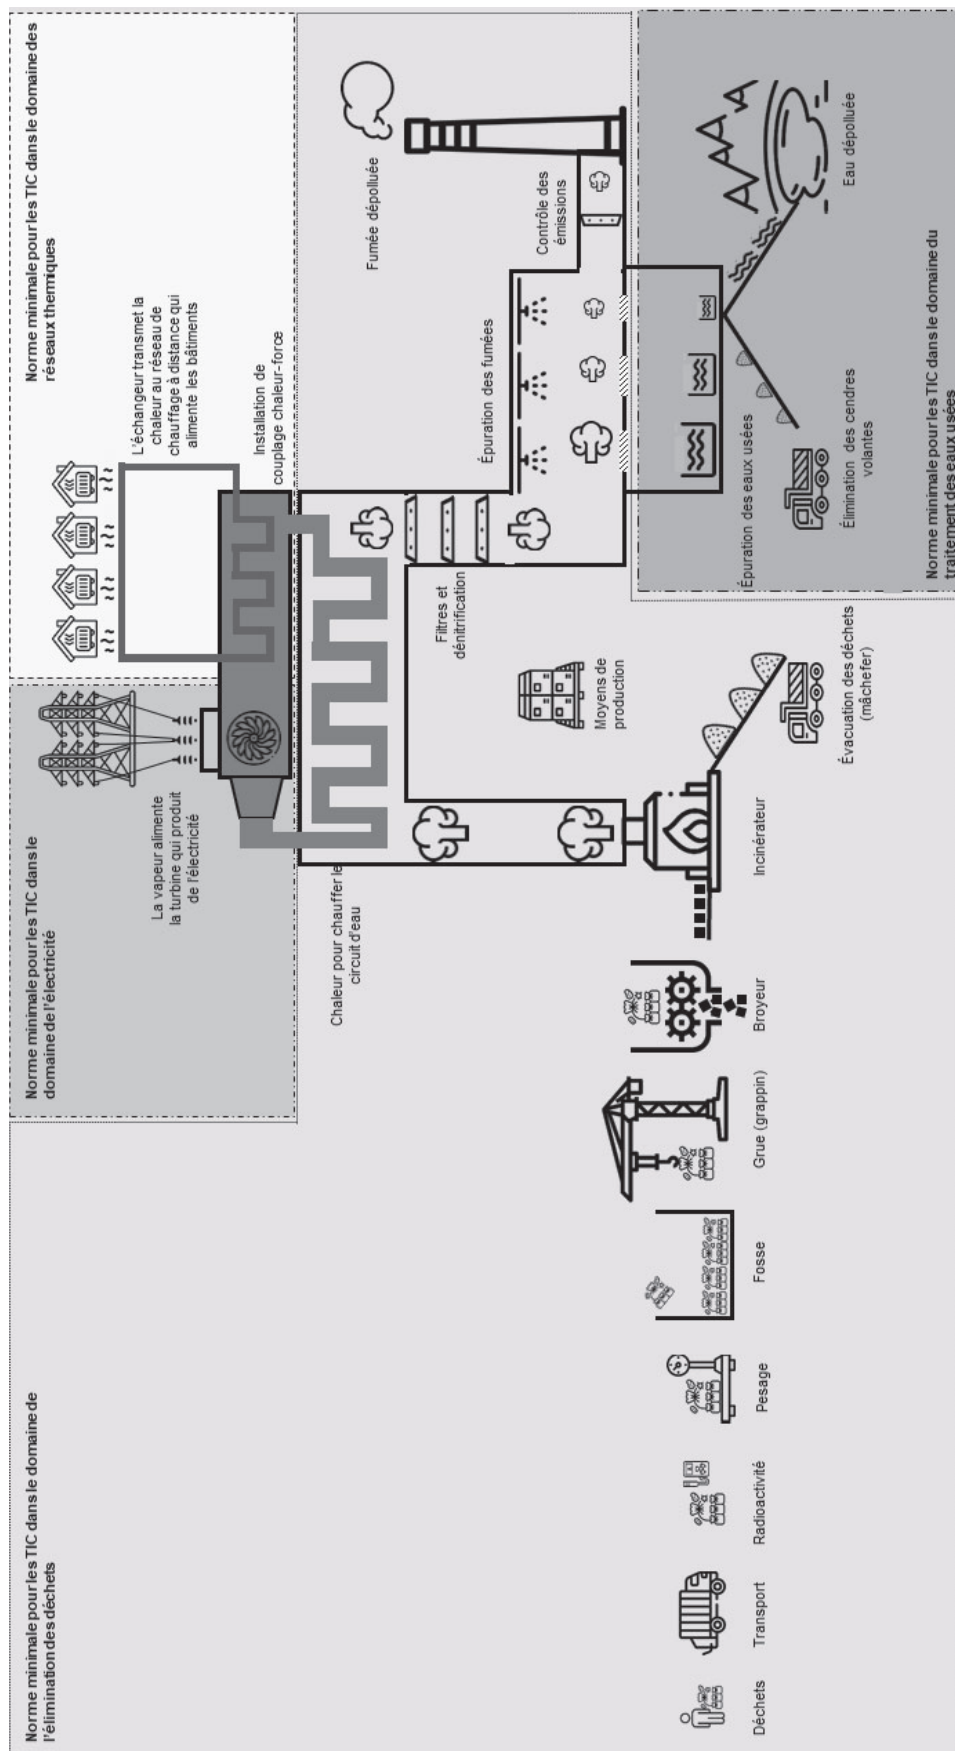 Norme minimale pour les TIC dans le domaine de
l'élimination des déchets
Norme minimale pour les TIC dans le
domaine de l'électricité
Norme minimale pour les TIC dans le domaine des
réseaux thermiques
La vapeur alimente
la turbine qui produit
de l'électricité
L'échangeur transmet la
chaleur au réseau de
chauffage à distance qui
alimente les bâtiments
Installation de
couplage chaleur-force
Chaleur pour chauffer le
circuit d'eau
Fumée dépolluée
Filtres et
dénitrification
Épuration des fumées
Contrôle des
émissions
Moyens de
production
Déchets
Transport
Radioactivité
Pesage
Fosse
Grue (grappin)
Broyeur
Incinérateur
Évacuation des déchets
(mâchefer)
Épuration des eaux usées
Élimination des cendres
volantes
Eau dépolluée
Norme minimale pour les TIC dans le domaine du
traitement des eaux usées